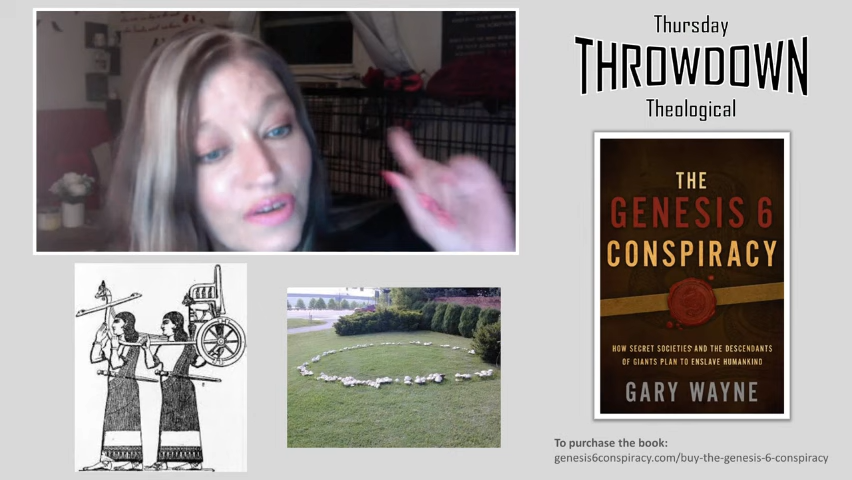 Thursday
THROWDOWN
Theological
THE
GENESIS 6
CONSPIRACY
HOW SECRET SOCIETIES AND THE DESCENDANTS
OF GIANTS PLAN TO ENSLAVE HUMANKIND
GARY WAYNE
To purchase the book:
genesis6conspiracy.com/buy-the-genesis-6-conspiracy